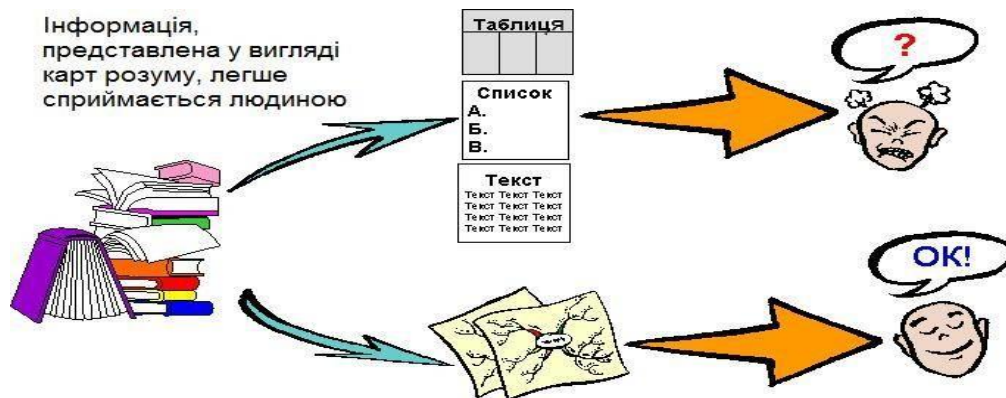 Інформація,
представлена у вигляді
карт розуму, легше
сприймається людиною
Таблиця
Список
А.
Б.
В.
Текст
Текст Текст Текст
Текст Текст Текст
Текст Текст Текст
Текст Текст Текст
?
ОК!